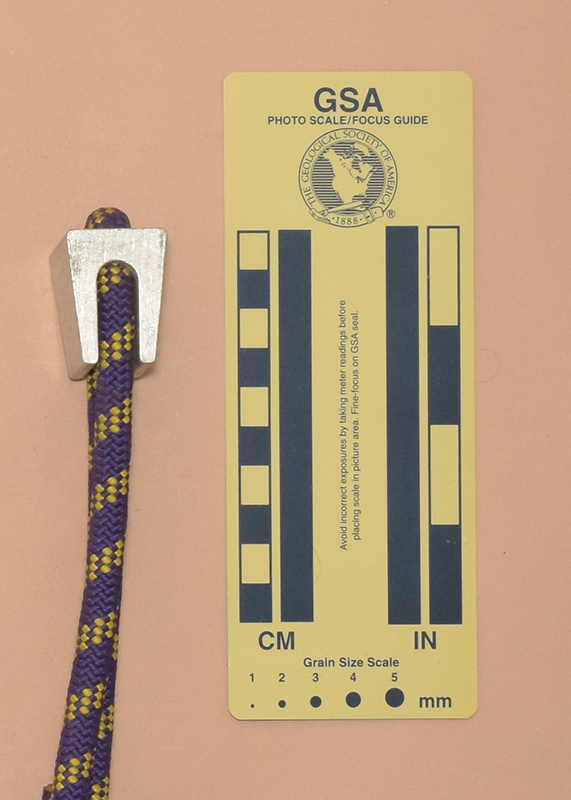 GSA
PHOTO SCALE/FOCUS GUIDE
THE GEOLOGICAL SOCIETY OF AMERICA
·1888·
®
Avoid incorrect exposures by taking meter readings before
placing scale in picture area. Fine-focus on GSA seal.
CM IN
Grain Size Scale
1 2 3 4 5
mm